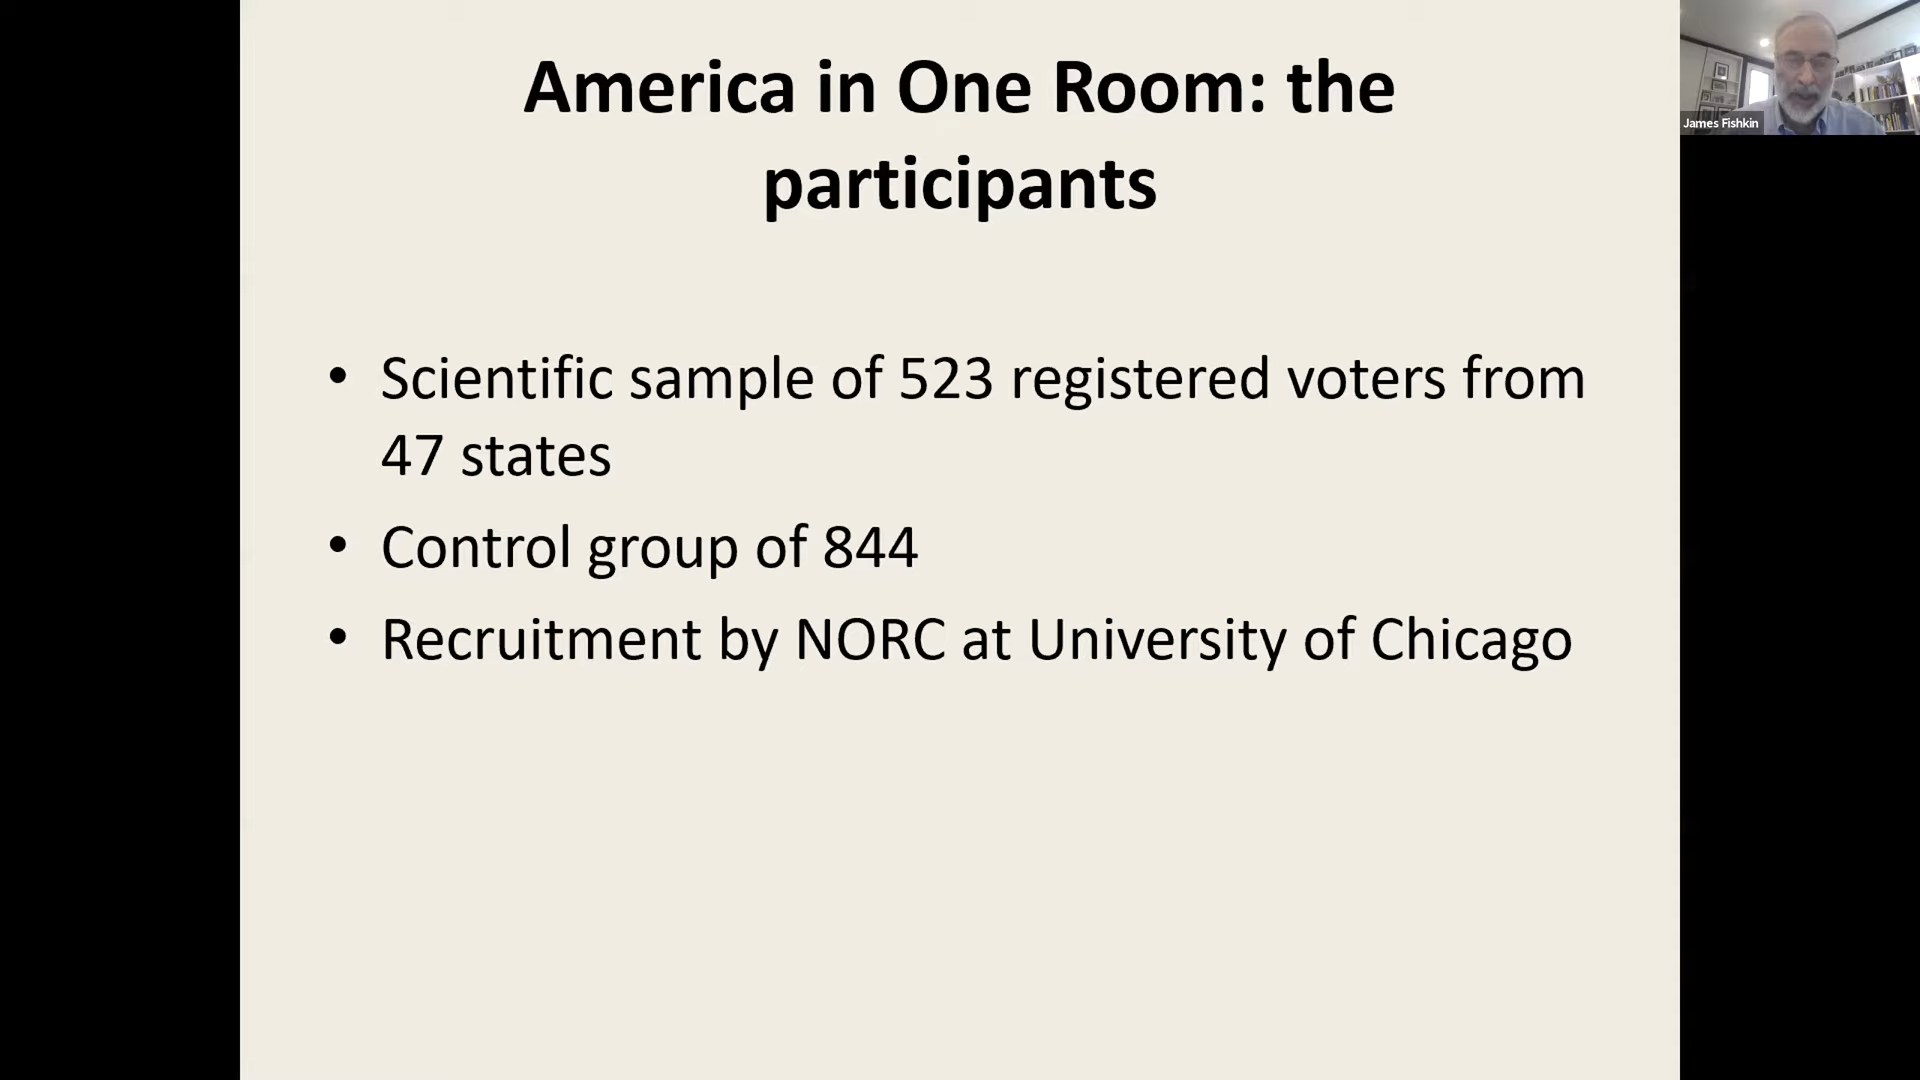 America in One Room: the
participants
• Scientific sample of 523 registered voters from
47 states
• Control group of 844
• Recruitment by NORC at University of Chicago
James Fishkin